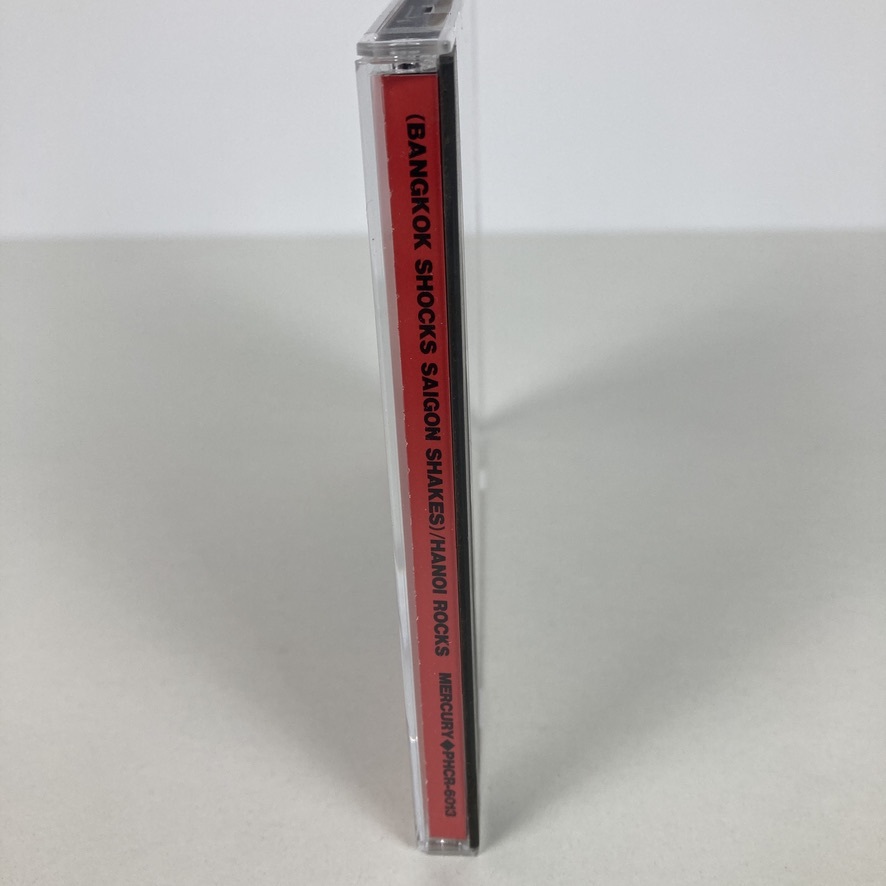 (BANGKOK SHOCKS SAIGON SHAKES)/HANOI ROCKS MERCURY◆PHCR-6013